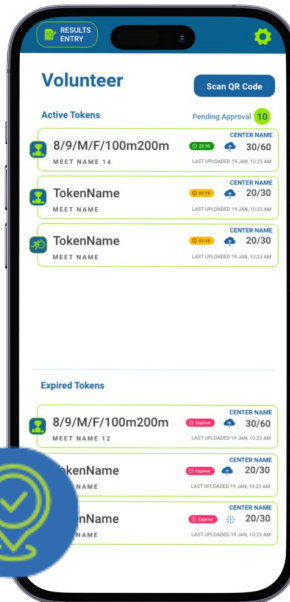 RESULTS
ENTRY
Volunteer
Scan QR Code
Active Tokens
Pending Approval 10
CENTER NAME
8/9/M/F/100m200m
30/60
MEET NAME 14
LAST UPLOADED 19 JAN, 10:23 AM
CENTER NAME
TokenName
20/30
MEET NAME
LAST UPLOADED 19 JAN, 10:23 AM
CENTER NAME
TokenName
20/30
MEET NAME
LAST UPLOADED 19 JAN, 10:23 AM
Expired Tokens
CENTER NAME
8/9/M/F/100m200m
Expired
30/60
MEET NAME 12
LAST UPLOADED 19 JAN, 10:23 AM
CENTER NAME
kenName
Expired
20/30
NAME
LAST UPLOADED 19 JAN, 10:23 AM
CENTER NAME
nName
Expired
20/30
NAME
LAST UPLOADED 19 JAN, 10:23 AM